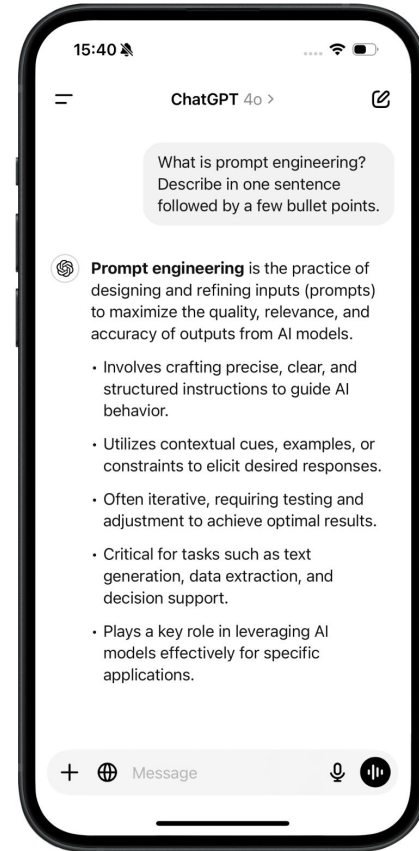 15:40
ChatGPT 4o >
What is prompt engineering?
Describe in one sentence
followed by a few bullet points.
Prompt engineering is the practice of
designing and refining inputs (prompts)
to maximize the quality, relevance, and
accuracy of outputs from AI models.
• Involves crafting precise, clear, and
structured instructions to guide AI
behavior.
• Utilizes contextual cues, examples, or
constraints to elicit desired responses.
• Often iterative, requiring testing and
adjustment to achieve optimal results.
• Critical for tasks such as text
generation, data extraction, and
decision support.
• Plays a key role in leveraging AI
models effectively for specific
applications.
Message